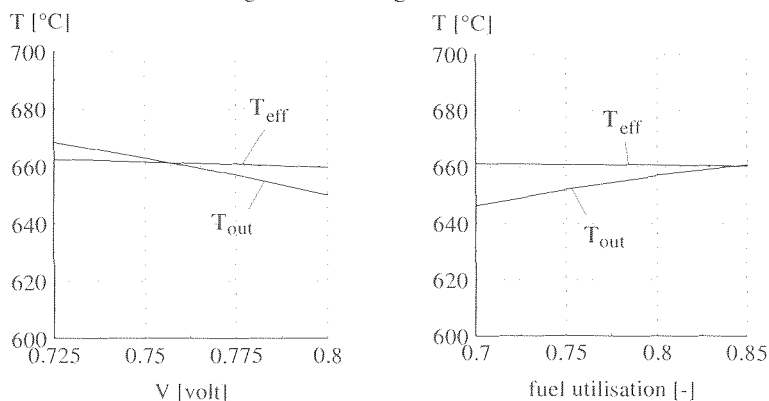 T [°C]
700
680
660
640
620
600
T_eff
T_out
0.725 0.75 0.775 0.8
V [volt]
T [°C]
700
680
660
640
620
600
T_eff
T_out
0.7 0.75 0.8 0.85
fuel utilisation [-]